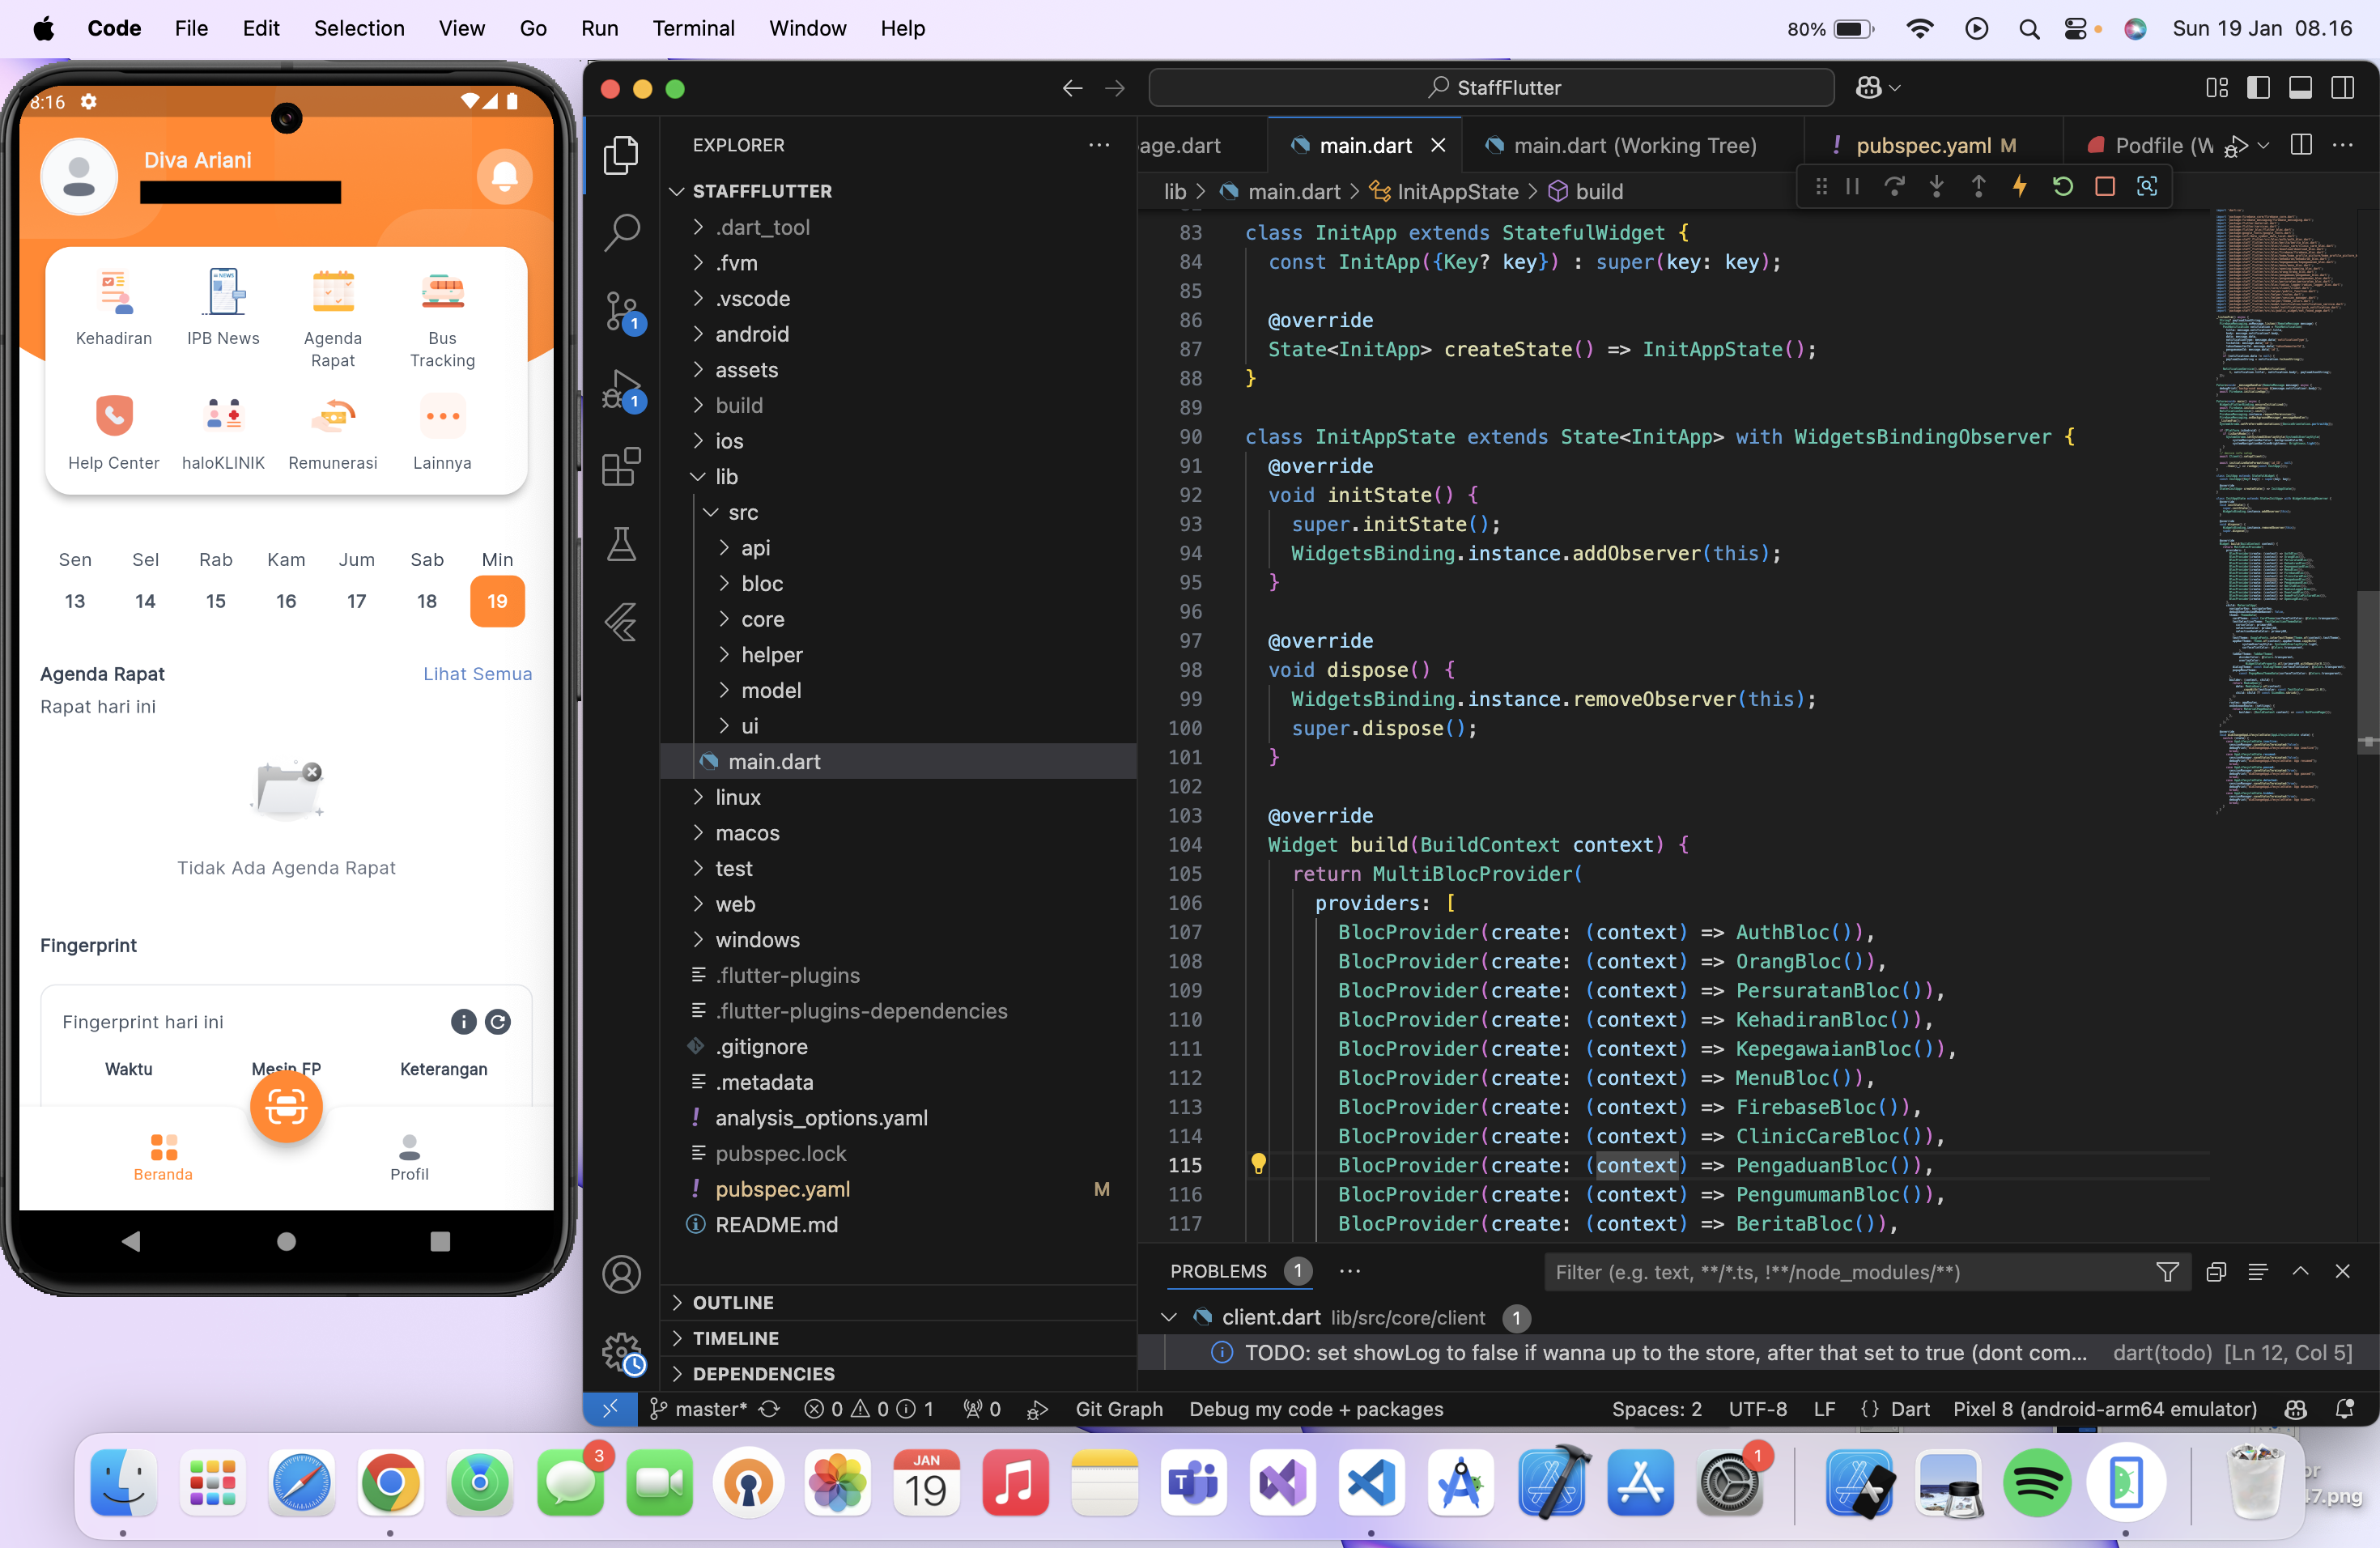 Code File Edit Selection View Go Run Terminal Window Help
80% Sun 19 Jan 08.16
8:16
Diva Ariani
Kehadiran
IPB News
Agenda Rapat
Bus Tracking
Help Center
haloKLINIK
Remunerasi
Lainnya
Sen Sel Rab Kam Jum Sab Min
13 14 15 16 17 18 19
Agenda Rapat Lihat Semua
Rapat hari ini
Tidak Ada Agenda Rapat
Fingerprint
Fingerprint hari ini
Waktu Mesin FP Keterangan
Beranda Profil
StaffFlutter
1
1
EXPLORER
STAFFFLUTTER
.dart_tool
.fvm
.vscode
android
assets
build
ios
lib
src
api
bloc
core
helper
model
ui
main.dart
linux
macos
test
web
windows
.flutter-plugins
.flutter-plugins-dependencies
.gitignore
.metadata
! analysis_options.yaml
pubspec.lock
! pubspec.yaml M
README.md
OUTLINE
TIMELINE
DEPENDENCIES
age.dart main.dart main.dart (Working Tree) ! pubspec.yaml M Podfile (W
lib > main.dart > InitAppState > build
83 class InitApp extends StatefulWidget {
84 const InitApp({Key? key}) : super(key: key);
85
86 @override
87 State<InitApp> createState() => InitAppState();
88 }
89
90 class InitAppState extends State<InitApp> with WidgetsBindingObserver {
91 @override
92 void initState() {
93 super.initState();
94 WidgetsBinding.instance.addObserver(this);
95 }
96
97 @override
98 void dispose() {
99 WidgetsBinding.instance.removeObserver(this);
100 super.dispose();
101 }
102
103 @override
104 Widget build(BuildContext context) {
105 return MultiBlocProvider(
106 providers: [
107 BlocProvider(create: (context) => AuthBloc()),
108 BlocProvider(create: (context) => OrangBloc()),
109 BlocProvider(create: (context) => PersuratanBloc()),
110 BlocProvider(create: (context) => KehadiranBloc()),
111 BlocProvider(create: (context) => KepegawaianBloc()),
112 BlocProvider(create: (context) => MenuBloc()),
113 BlocProvider(create: (context) => FirebaseBloc()),
114 BlocProvider(create: (context) => ClinicCareBloc()),
115 BlocProvider(create: (context) => PengaduanBloc()),
116 BlocProvider(create: (context) => PengumumanBloc()),
117 BlocProvider(create: (context) => BeritaBloc()),
PROBLEMS 1 Filter (e.g. text, **/*.ts, !**/node_modules/**)
client.dart lib/src/core/client 1
TODO: set showLog to false if wanna up to the store, after that set to true (dont com... dart(todo) [Ln 12, Col 5]
master* 0 0 1 0 Git Graph Debug my code + packages Spaces: 2 UTF-8 LF {} Dart Pixel 8 (android-arm64 emulator)
3
JAN
19
1
47.png